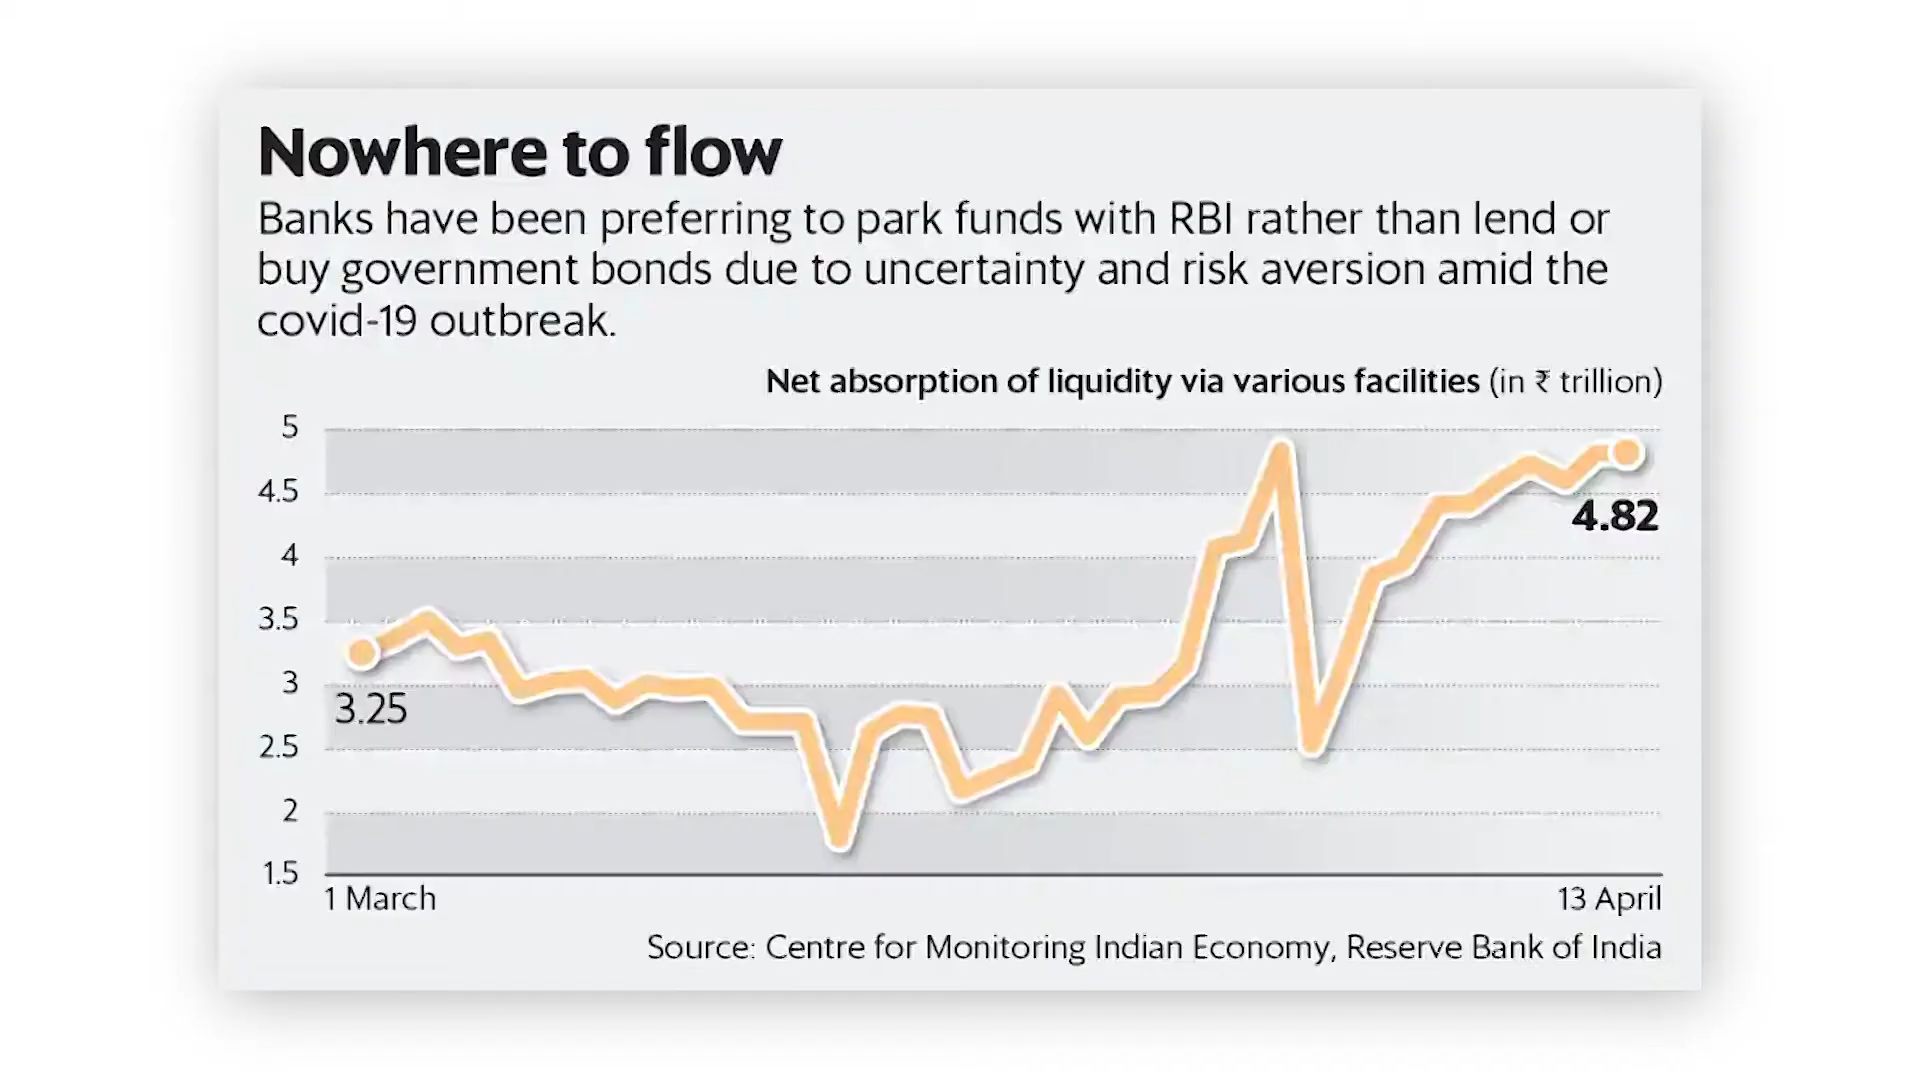 Nowhere to flow
Banks have been preferring to park funds with RBI rather than lend or
buy government bonds due to uncertainty and risk aversion amid the
covid-19 outbreak.
Net absorption of liquidity via various facilities (in ₹ trillion)
5
4.5
4
3.5
3
2.5
2
1.5
3.25
4.82
1 March
13 April
Source: Centre for Monitoring Indian Economy, Reserve Bank of India